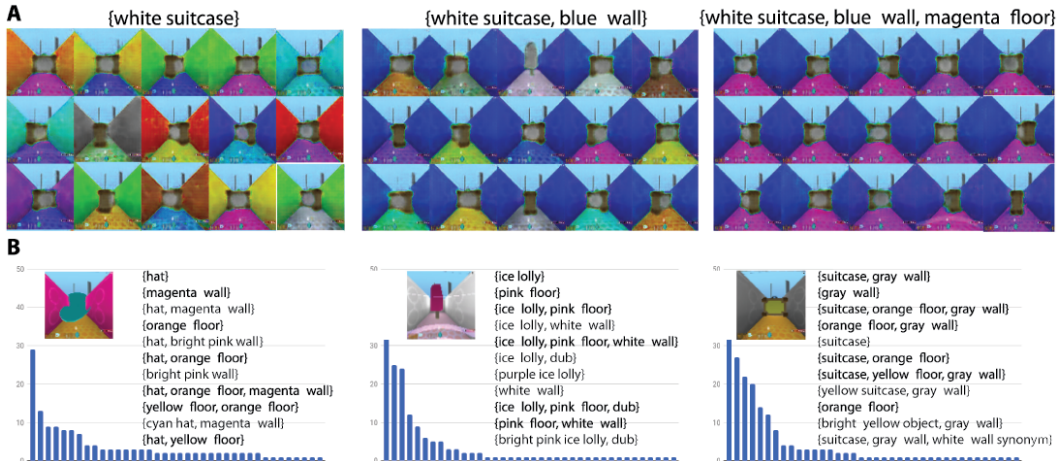 A
{white suitcase}
{white suitcase, blue wall}
{white suitcase, blue wall, magenta floor}
B
50
40
30
20
10
0
{hat}
{magenta wall}
{hat, magenta wall}
{orange floor}
{hat, bright pink wall}
{hat, orange floor}
{bright pink wall}
{hat, orange floor, magenta wall}
{yellow floor, orange floor}
{cyan hat, magenta wall}
{hat, yellow floor}
50
40
30
20
10
0
{ice lolly}
{pink floor}
{ice lolly, pink floor}
{ice lolly, white wall}
{ice lolly, pink floor, white wall}
{ice lolly, dub}
{purple ice lolly}
{white wall}
{ice lolly, pink floor, dub}
{pink floor, white wall}
{bright pink ice lolly, dub}
50
40
30
20
10
0
{suitcase, gray wall}
{gray wall}
{suitcase, orange floor, gray wall}
{orange floor, gray wall}
{suitcase}
{suitcase, orange floor}
{suitcase, yellow floor, gray wall}
{yellow suitcase, gray wall}
{orange floor}
{bright yellow object, gray wall}
{suitcase, gray wall, white wall synonym}